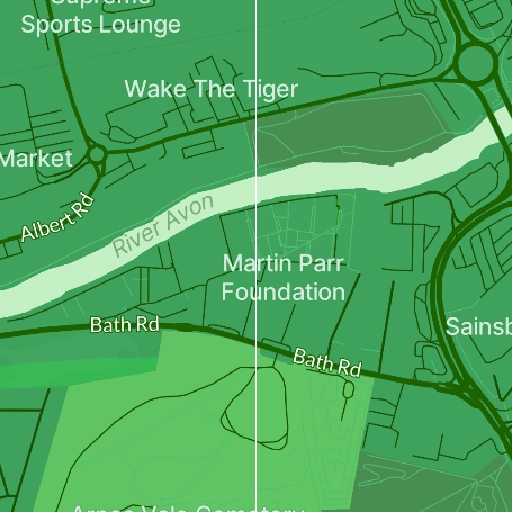 Supreme
Sports Lounge
Wake The Tiger
Market
Albert Rd
River Avon
Martin Parr
Foundation
Bath Rd
Sainsb
Bath Rd
Arnos Vale Cemetery